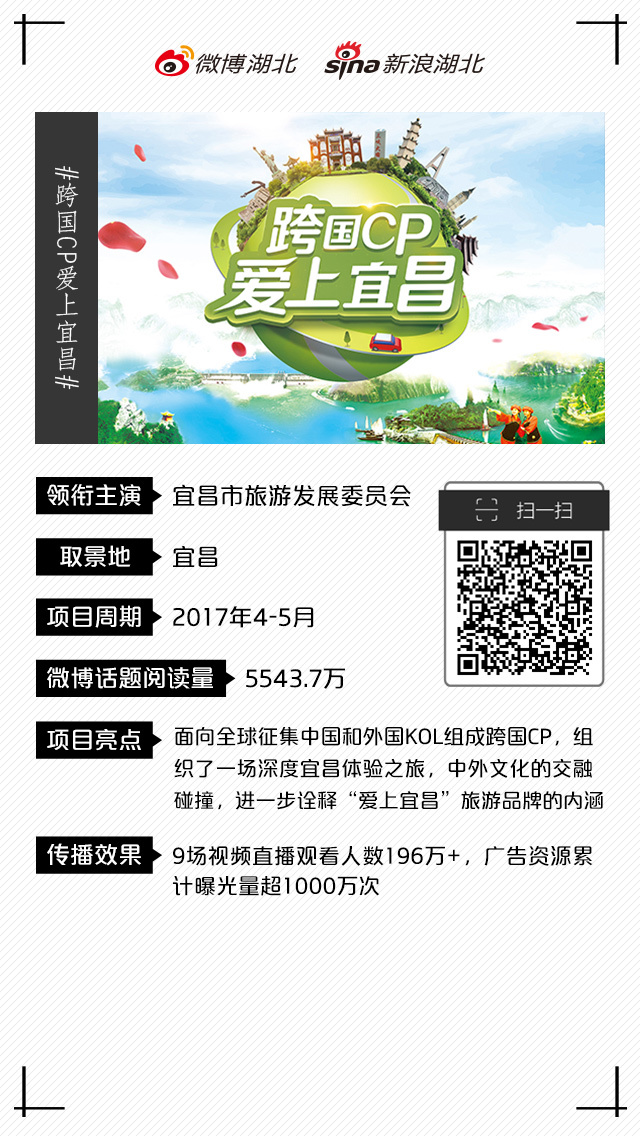 微博湖北
sina新浪湖北
#跨国CP爱上宜昌#
跨国CP
爱上宜昌
领衔主演 宜昌市旅游发展委员会
扫一扫
取景地 宜昌
项目周期 2017年4-5月
微博话题阅读量 5543.7万
项目亮点 面向全球征集中国和外国KOL组成跨国CP，组
织了一场深度宜昌体验之旅，中外文化的交融
碰撞，进一步诠释“爱上宜昌”旅游品牌的内涵
传播效果 9场视频直播观看人数196万+，广告资源累
计曝光量超1000万次